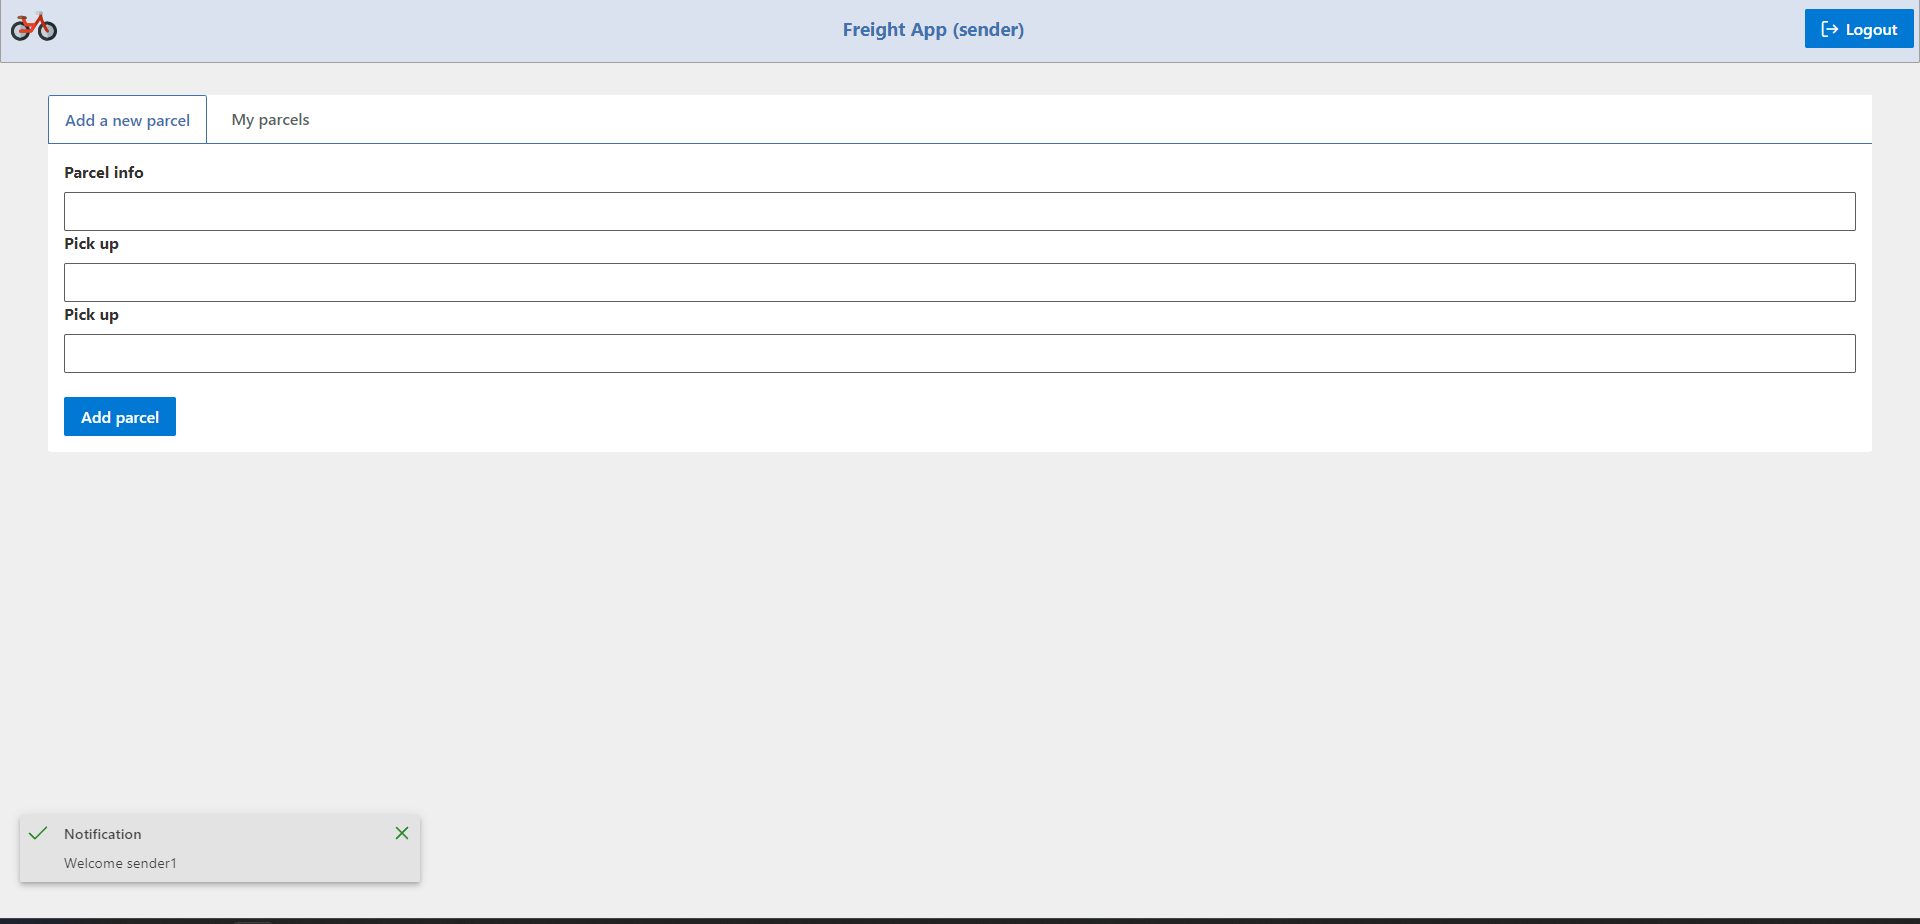 Freight App (sender)
Logout
Add a new parcel
My parcels
Parcel info
Pick up
Pick up
Add parcel
Notification
Welcome sender1